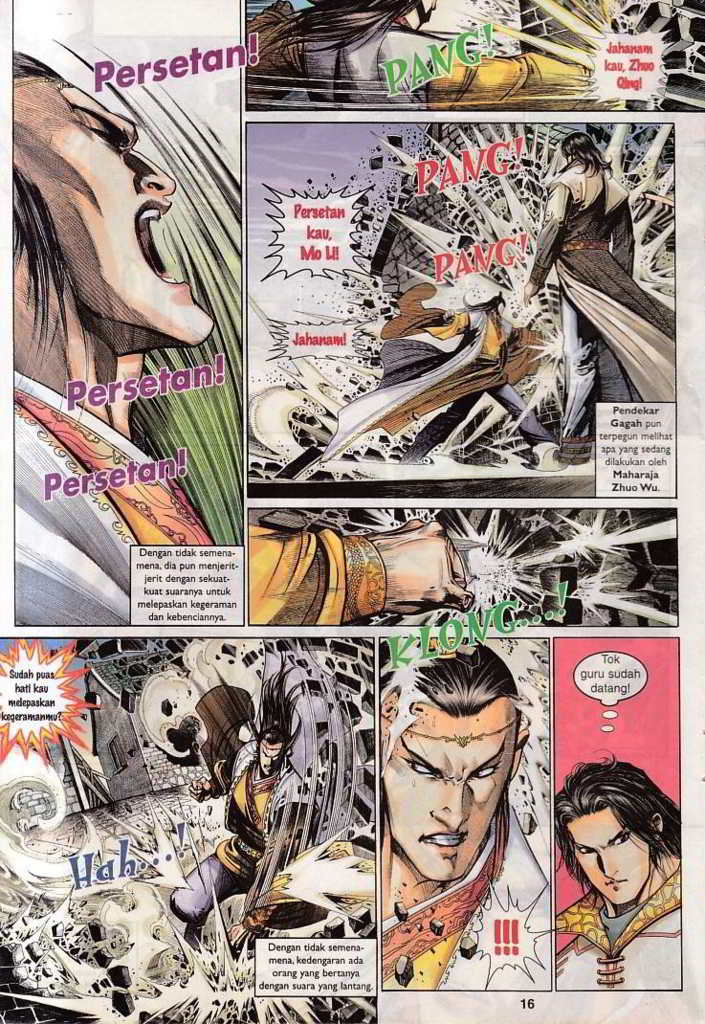 Persetan!
Persetan!
Persetan!
Dengan tidak semena-
mena, dia pun menjerit-
jerit dengan sekuat-
kuat suaranya untuk
melepaskan kegeraman
dan kebenciannya.
PANG!
Jahanam
kau, Zhuo
Qing!
PANG!
PANG!
Persetan
kau,
Mo Li!
Jahanam!
Pendekar
Gagah pun
terpegun melihat
apa yang sedang
dilakukan oleh
Maharaja
Zhuo Wu.
KLONG...!
Sudah puas
hati kau
melepaskan
kegeramanmu?
Hah...!
Dengan tidak semena-
mena, kedengaran ada
orang yang bertanya
dengan suara yang lantang.
!!!
Tok
guru sudah
datang!
16